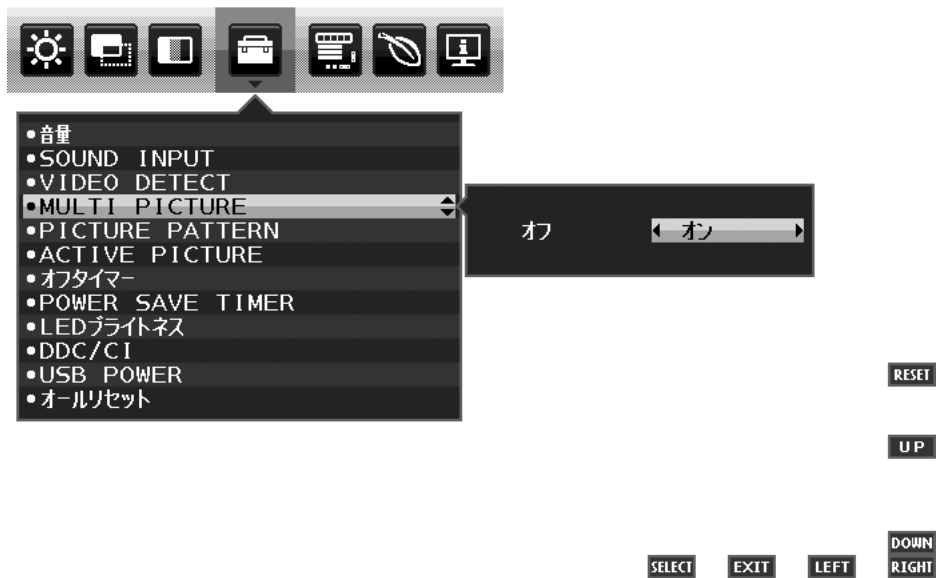 •音量
•SOUND INPUT
•VIDEO DETECT
•MULTI PICTURE
オフ オン
•PICTURE PATTERN
•ACTIVE PICTURE
•オフタイマー
•POWER SAVE TIMER
•LEDブライトネス
•DDC/CI
•USB POWER
•オールリセット
RESET
UP
DOWN
SELECT EXIT LEFT RIGHT